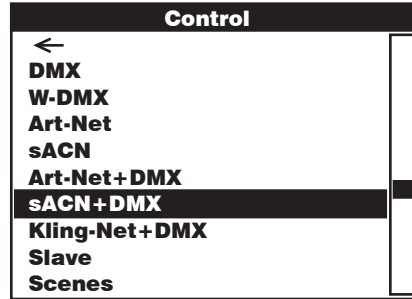 Control
←
DMX
W-DMX
Art-Net
sACN
Art-Net+DMX
sACN+DMX
Kling-Net+DMX
Slave
Scenes